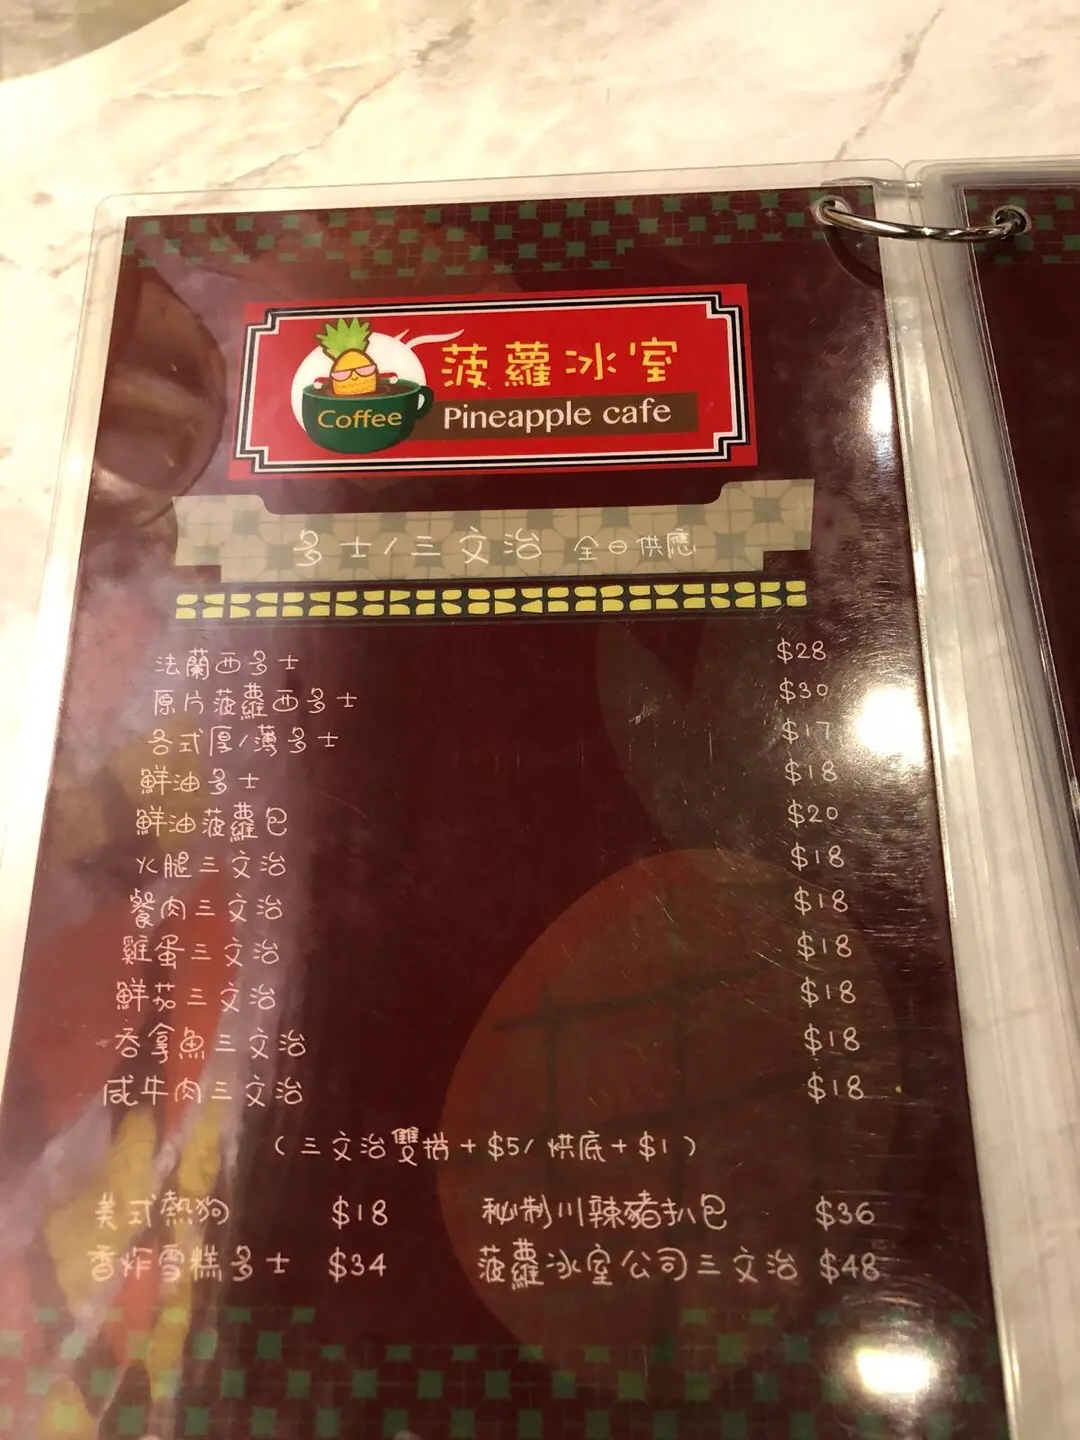 菠蘿冰室
Coffee
Pineapple cafe
多士/三文治 全日供應
法蘭西多士 $28
原片菠蘿西多士 $30
各式厚/薄多士 $17
鮮油多士 $18
鮮油菠蘿包 $20
火腿三文治 $18
餐肉三文治 $18
雞蛋三文治 $18
鮮茄三文治 $18
吞拿魚三文治 $18
咸牛肉三文治 $18
(三文治雙拼+$5/烘底+$1)
美式熱狗 $18 秘制川辣豬扒包 $36
香炸雪糕多士 $34 菠蘿冰室公司三文治 $48